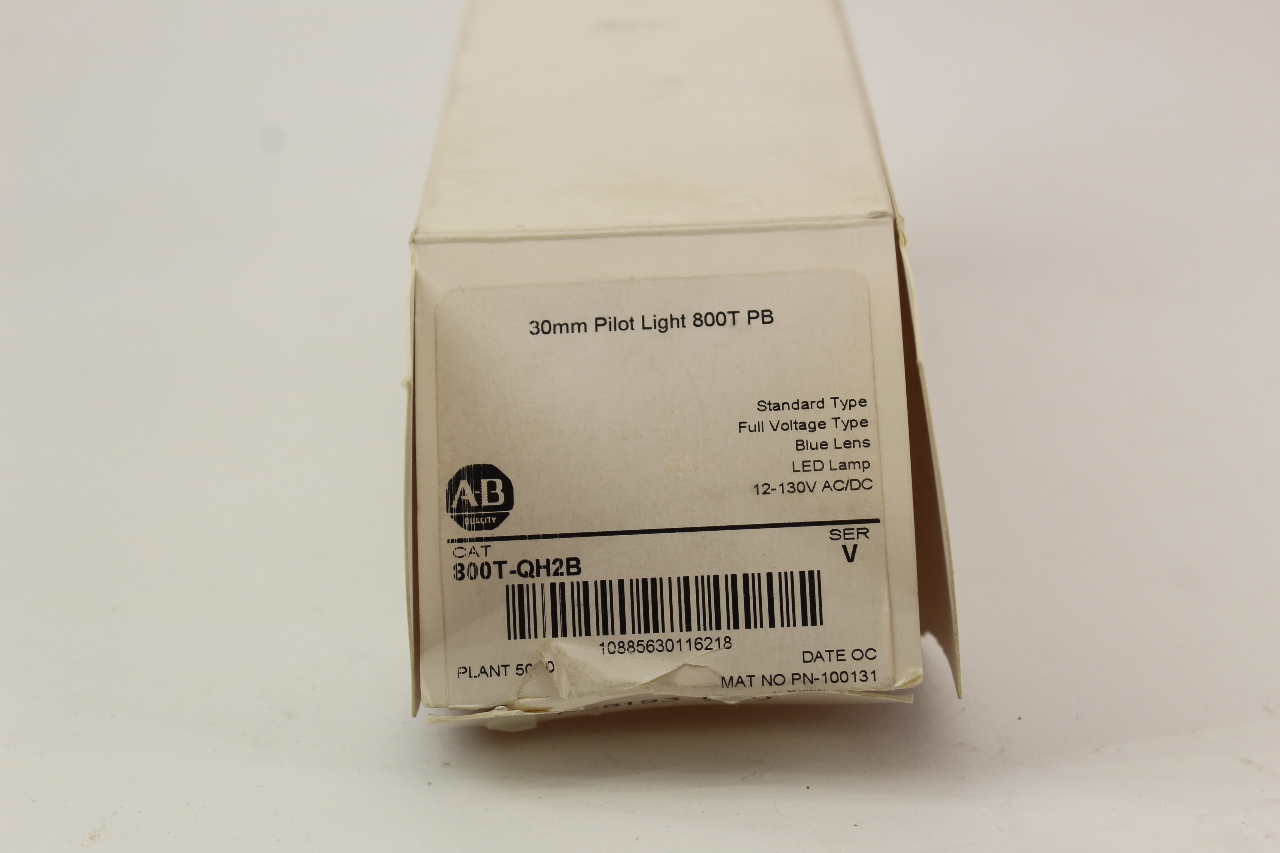 30mm Pilot Light 800T PB
Standard Type
Full Voltage Type
Blue Lens
LED Lamp
12-130V AC/DC
A-B
QUALITY
CAT
SER
800T-QH2B
V
10885630116218
PLANT
DATE OC
MAT NO PN-100131